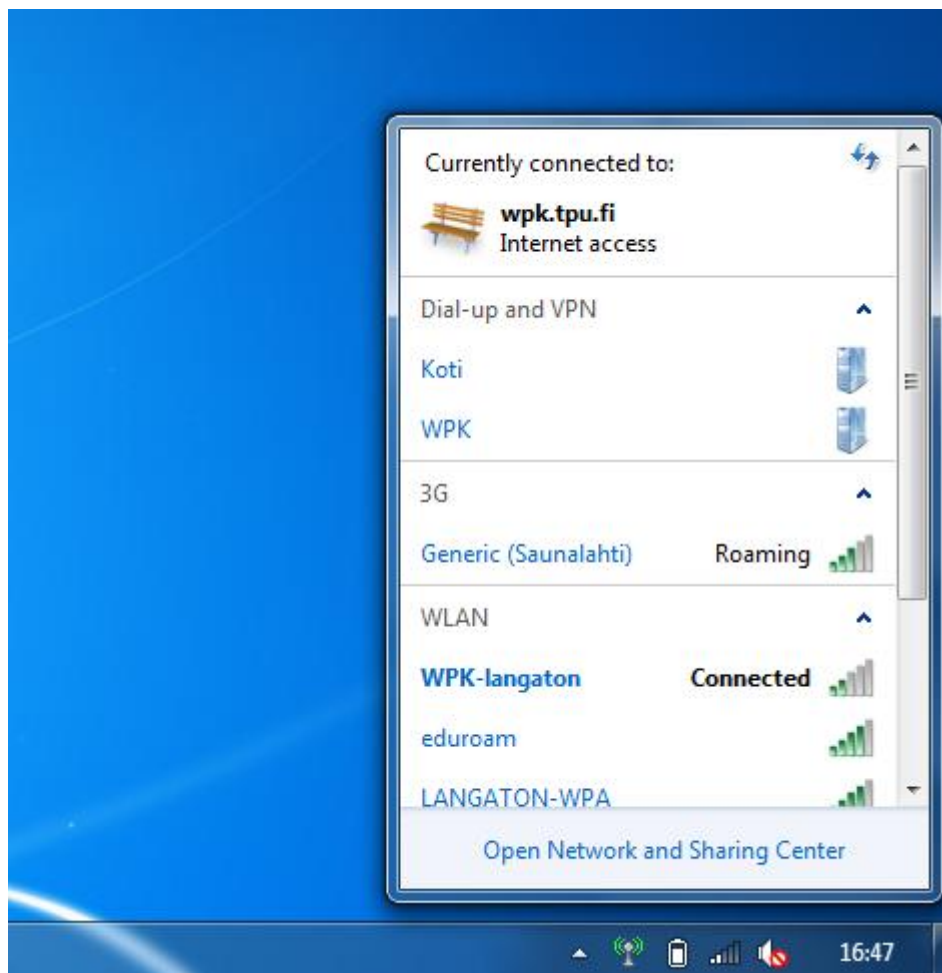 Currently connected to:
wpk.tpu.fi
Internet access
Dial-up and VPN
Koti
WPK
3G
Generic (Saunalahti) Roaming
WLAN
WPK-langaton Connected
eduroam
LANGATON-WPA
Open Network and Sharing Center
16:47